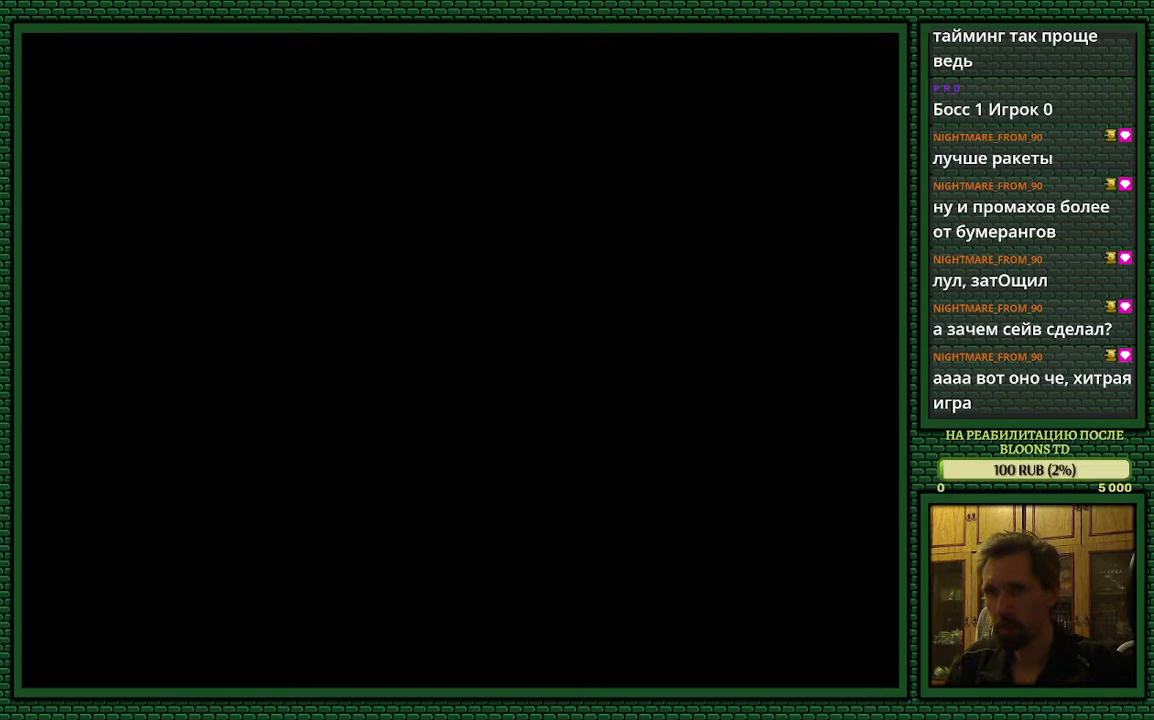 тайминг так проще
ведь
P R O
Босс 1 Игрок 0
NIGHTMARE_FROM_90
лучше ракеты
NIGHTMARE_FROM_90
ну и промахов более
от бумерангов
NIGHTMARE_FROM_90
лул, затОщил
NIGHTMARE_FROM_90
а зачем сейв сделал?
NIGHTMARE_FROM_90
аааа вот оно че, хитрая
игра
НА РЕАБИЛИТАЦИЮ ПОСЛЕ
BLOONS TD
100 RUB (2%)
0 5 000